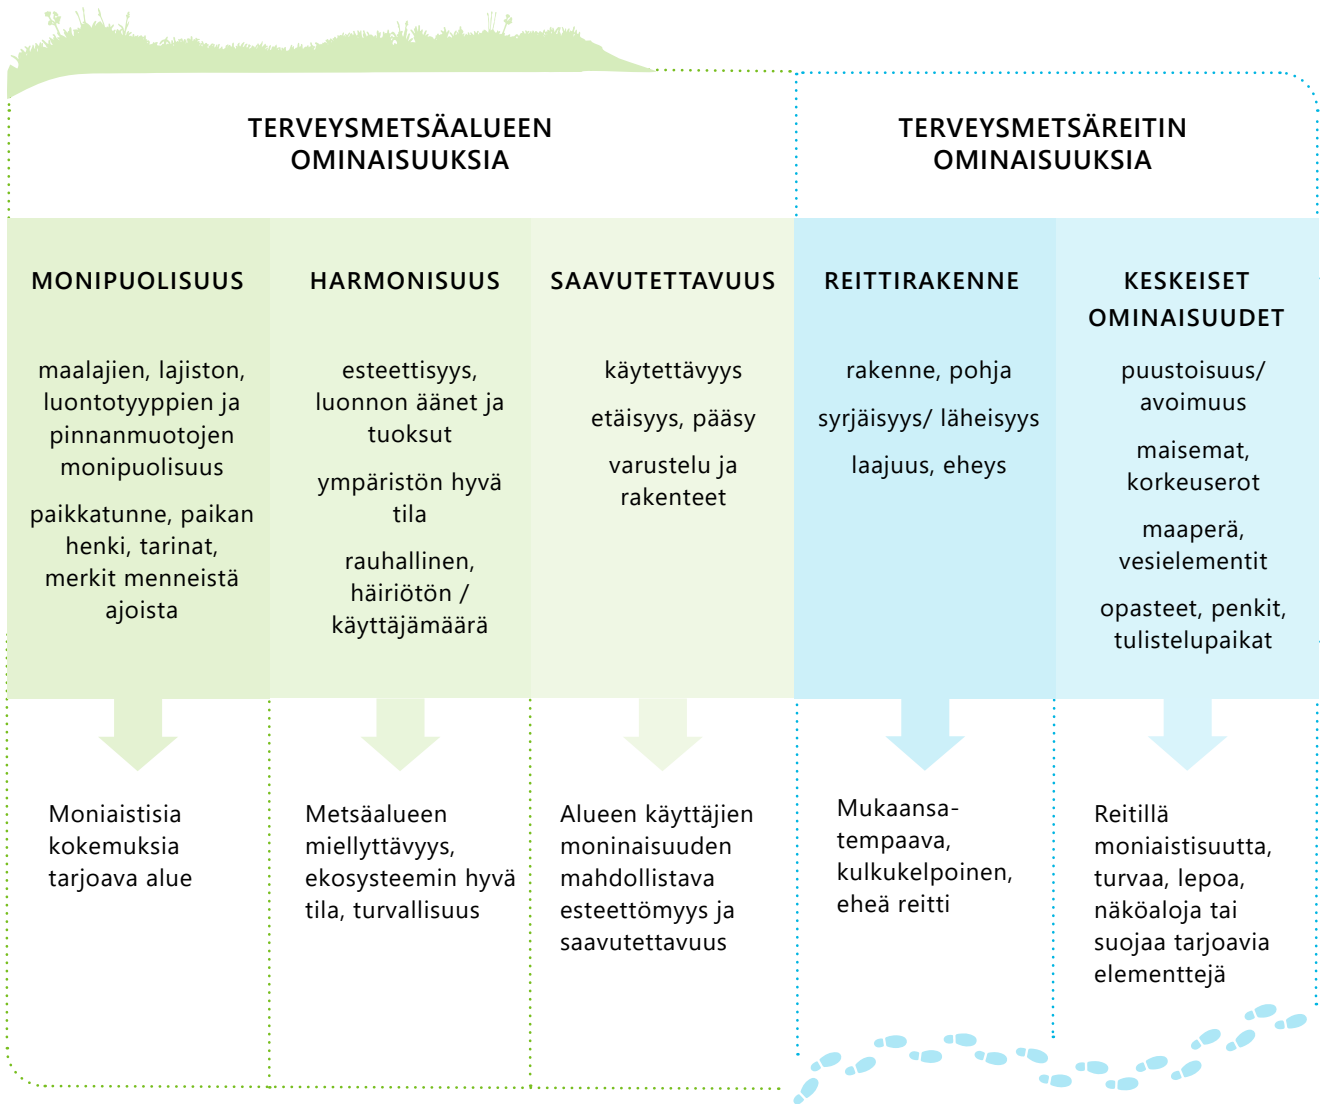 TERVEYSMETSÄALUEEN
OMINAISUUKSIA
TERVEYSMETSÄREITIN
OMINAISUUKSIA
MONIPUOLISUUS
maalajien, lajiston,
luontotyyppien ja
pinnanmuotojen
monipuolisuus
paikkatunne, paikan
henki, tarinat,
merkit menneistä
ajoista
Moniaistisia
kokemuksia
tarjoava alue
HARMONISUUS
esteettisyys,
luonnon äänet ja
tuoksut
ympäristön hyvä
tila
rauhallinen,
häiriötön /
käyttäjämäärä
Metsäalueen
miellyttävyys,
ekosysteemin hyvä
tila, turvallisuus
SAAVUTETTAVUUS
käytettävyys
etäisyys, pääsy
varustelu ja
rakenteet
Alueen käyttäjien
moninaisuuden
mahdollistava
esteettömyys ja
saavutettavuus
REITTIRAKENNE
rakenne, pohja
syrjäisyys/ läheisyys
laajuus, eheys
Mukaansa-
tempaava,
kulkukelpoinen,
eheä reitti
KESKEISET
OMINAISUUDET
puustoisuus/
avoimuus
maisemat,
korkeuserot
maaperä,
vesielementit
opasteet, penkit,
tulistelupaikat
Reitillä
moniaistisuutta,
turvaa, lepoa,
näköaloja tai
suojaa tarjoavia
elementtejä